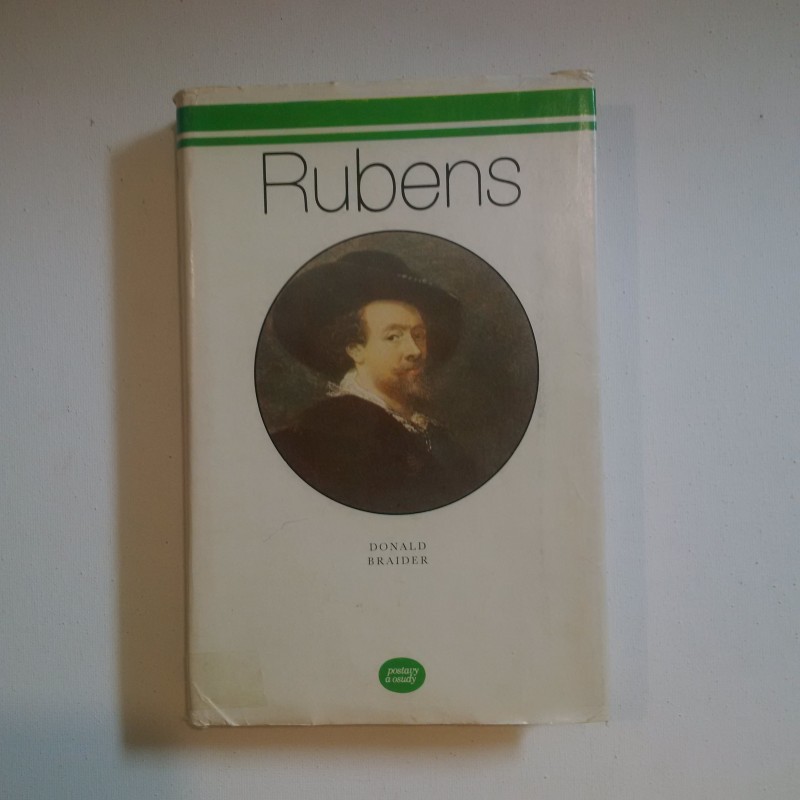 Rubens
DONALD
BRAIDER
postavy
a osudy